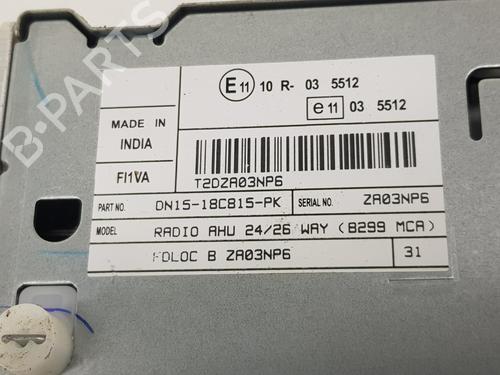 B-PARTS
E 11 10 R- 03 5512
e 11 03 5512
MADE IN
INDIA
FI1VA
T2DZA03NP6
PART NO. DN15-18C815-PK SERIAL NO. ZA03NP6
MODEL RADIO AHU 24/26 WAY (B299 MCA)
FDLOC B ZA03NP6 31